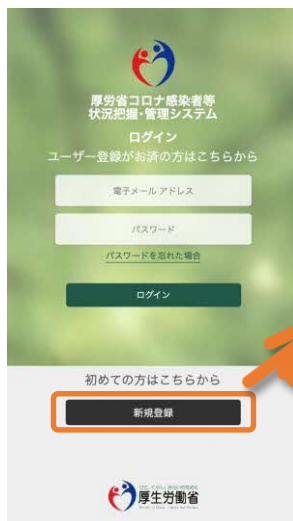 厚労省コロナ感染者等
状況把握・管理システム
ログイン
ユーザー登録がお済の方はこちらから
電子メールアドレス
パスワード
パスワードを忘れた場合
ログイン
初めての方はこちらから
新規登録
厚生労働省